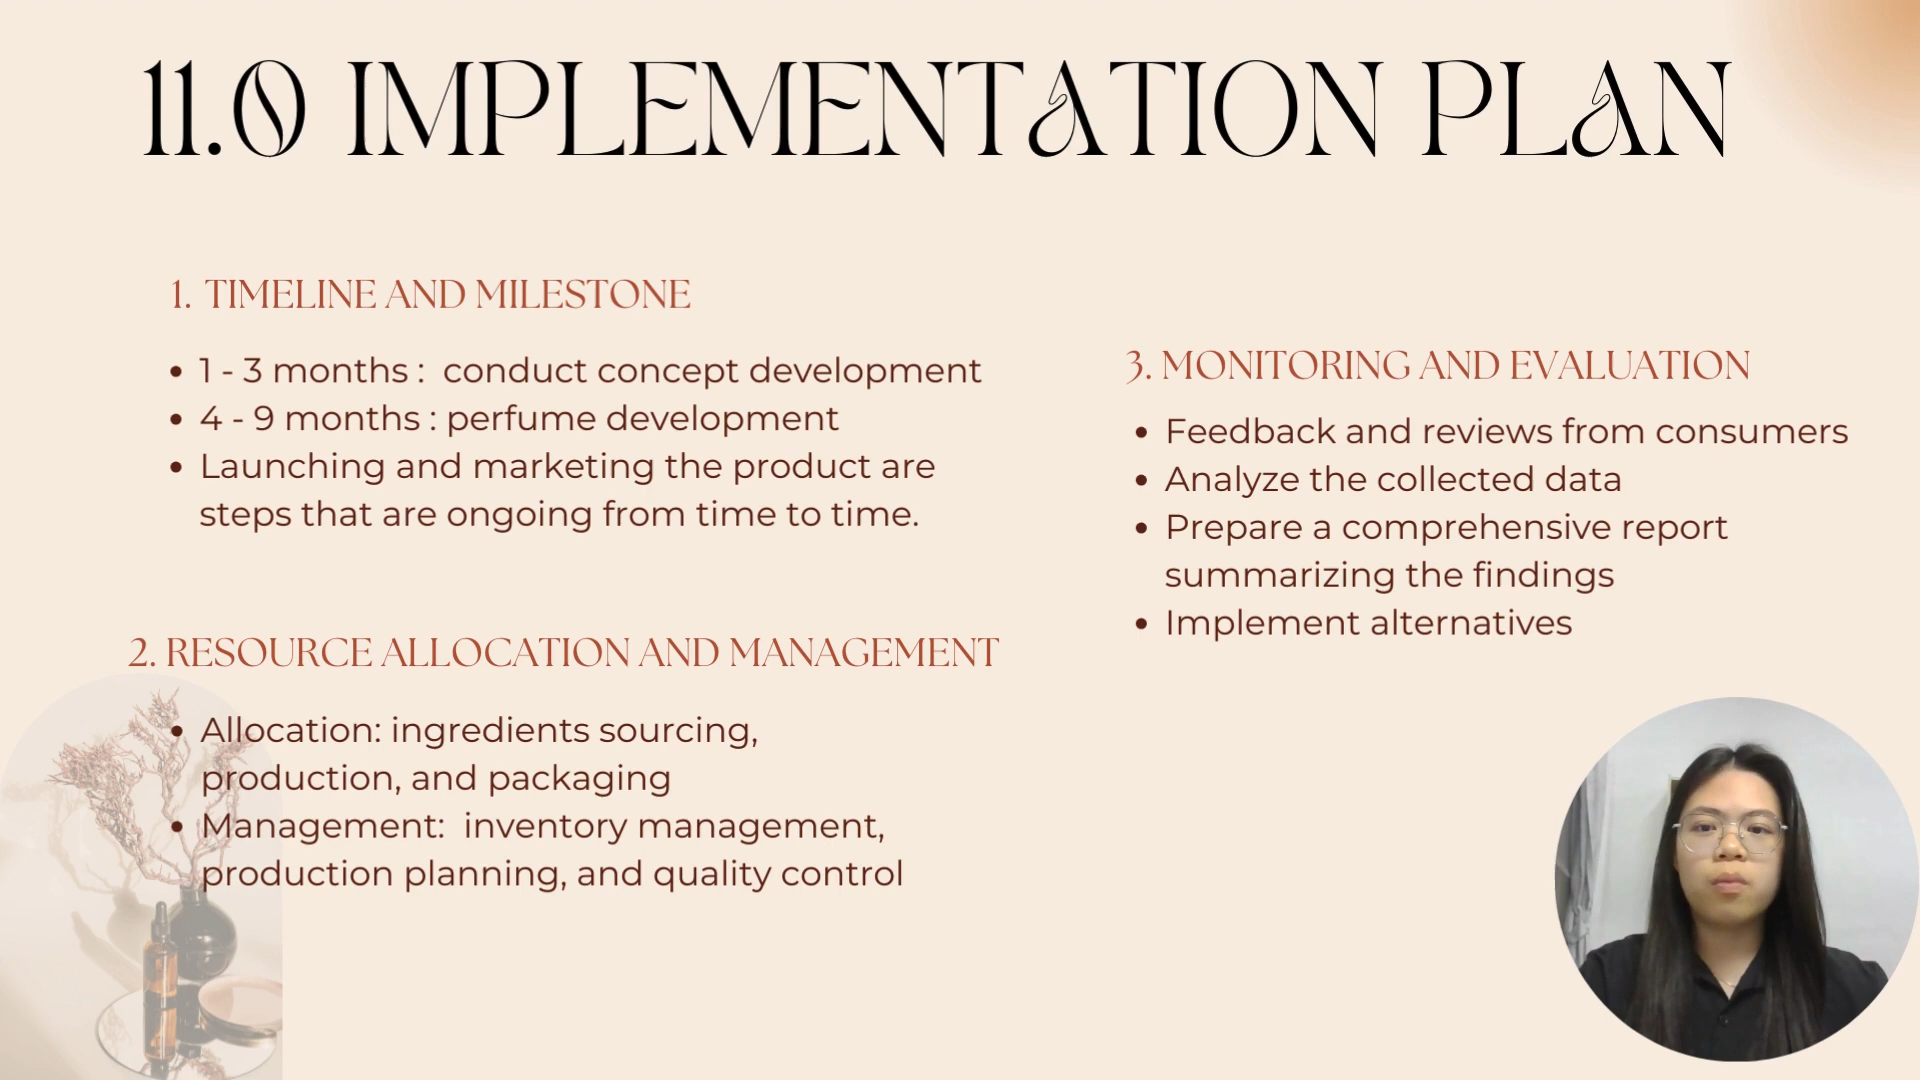 11.0 IMPLEMENTATION PLAN
1. TIMELINE AND MILESTONE
• 1 - 3 months :  conduct concept development
• 4 - 9 months : perfume development
• Launching and marketing the product are
steps that are ongoing from time to time.
2. RESOURCE ALLOCATION AND MANAGEMENT
• Allocation: ingredients sourcing,
production, and packaging
• Management:  inventory management,
production planning, and quality control
3. MONITORING AND EVALUATION
• Feedback and reviews from consumers
• Analyze the collected data
• Prepare a comprehensive report
summarizing the findings
• Implement alternatives